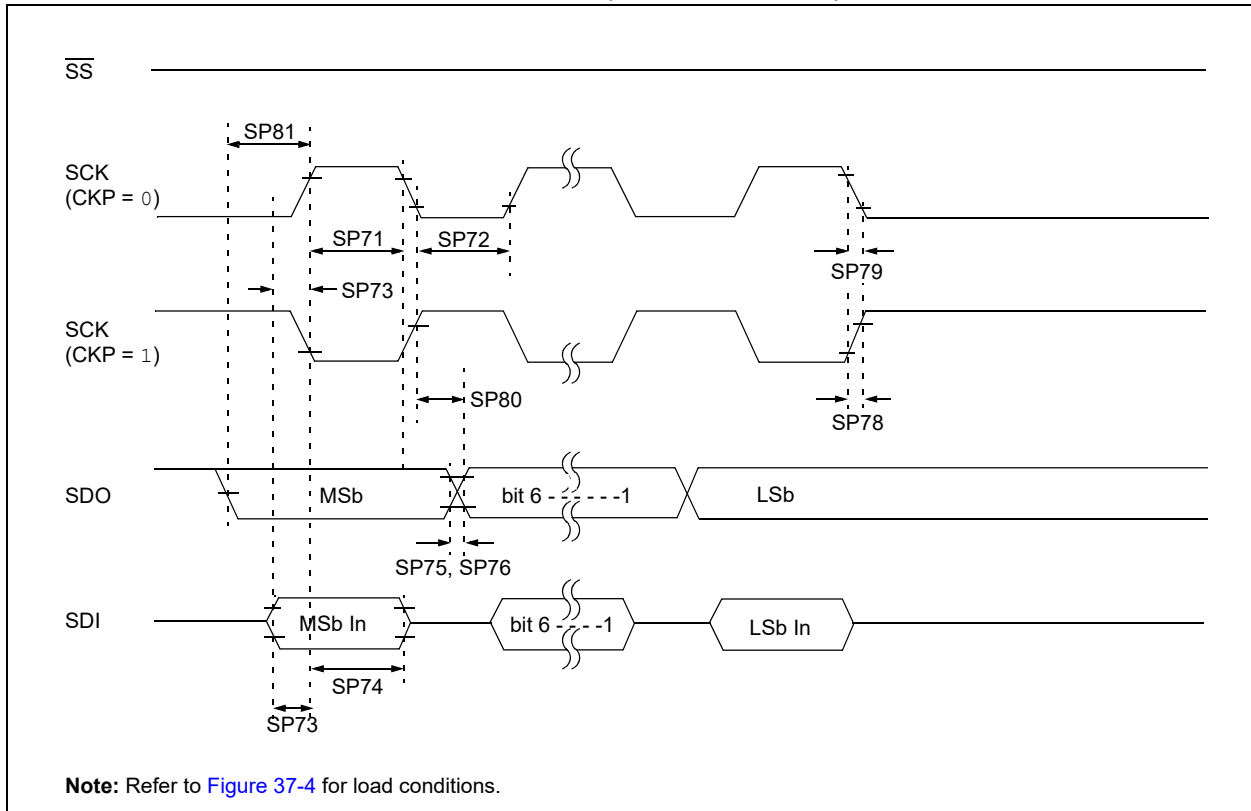 SS
SP81
SCK
(CKP = 0)
SP71
SP72
SP79
SP73
SCK
(CKP = 1)
SP80
SP78
SDO
MSb
bit 6 - - - - - -1
LSb
SP75, SP76
SDI
MSb In
bit 6 - - - -1
LSb In
SP74
SP73
Note: Refer to Figure 37-4 for load conditions.